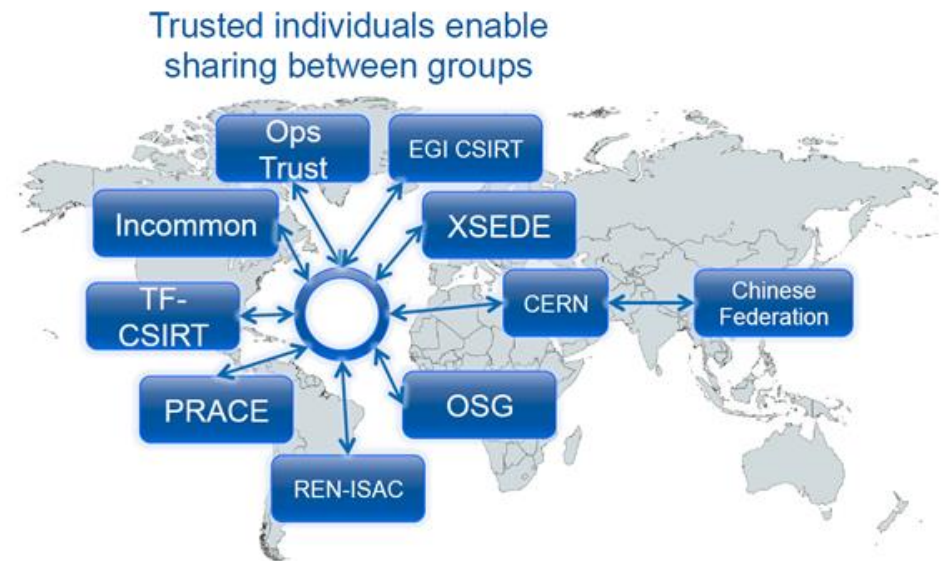 Trusted individuals enable
sharing between groups
Ops
Trust
EGI CSIRT
Incommon
XSEDE
TF-
CSIRT
CERN
Chinese
Federation
PRACE
OSG
REN-ISAC